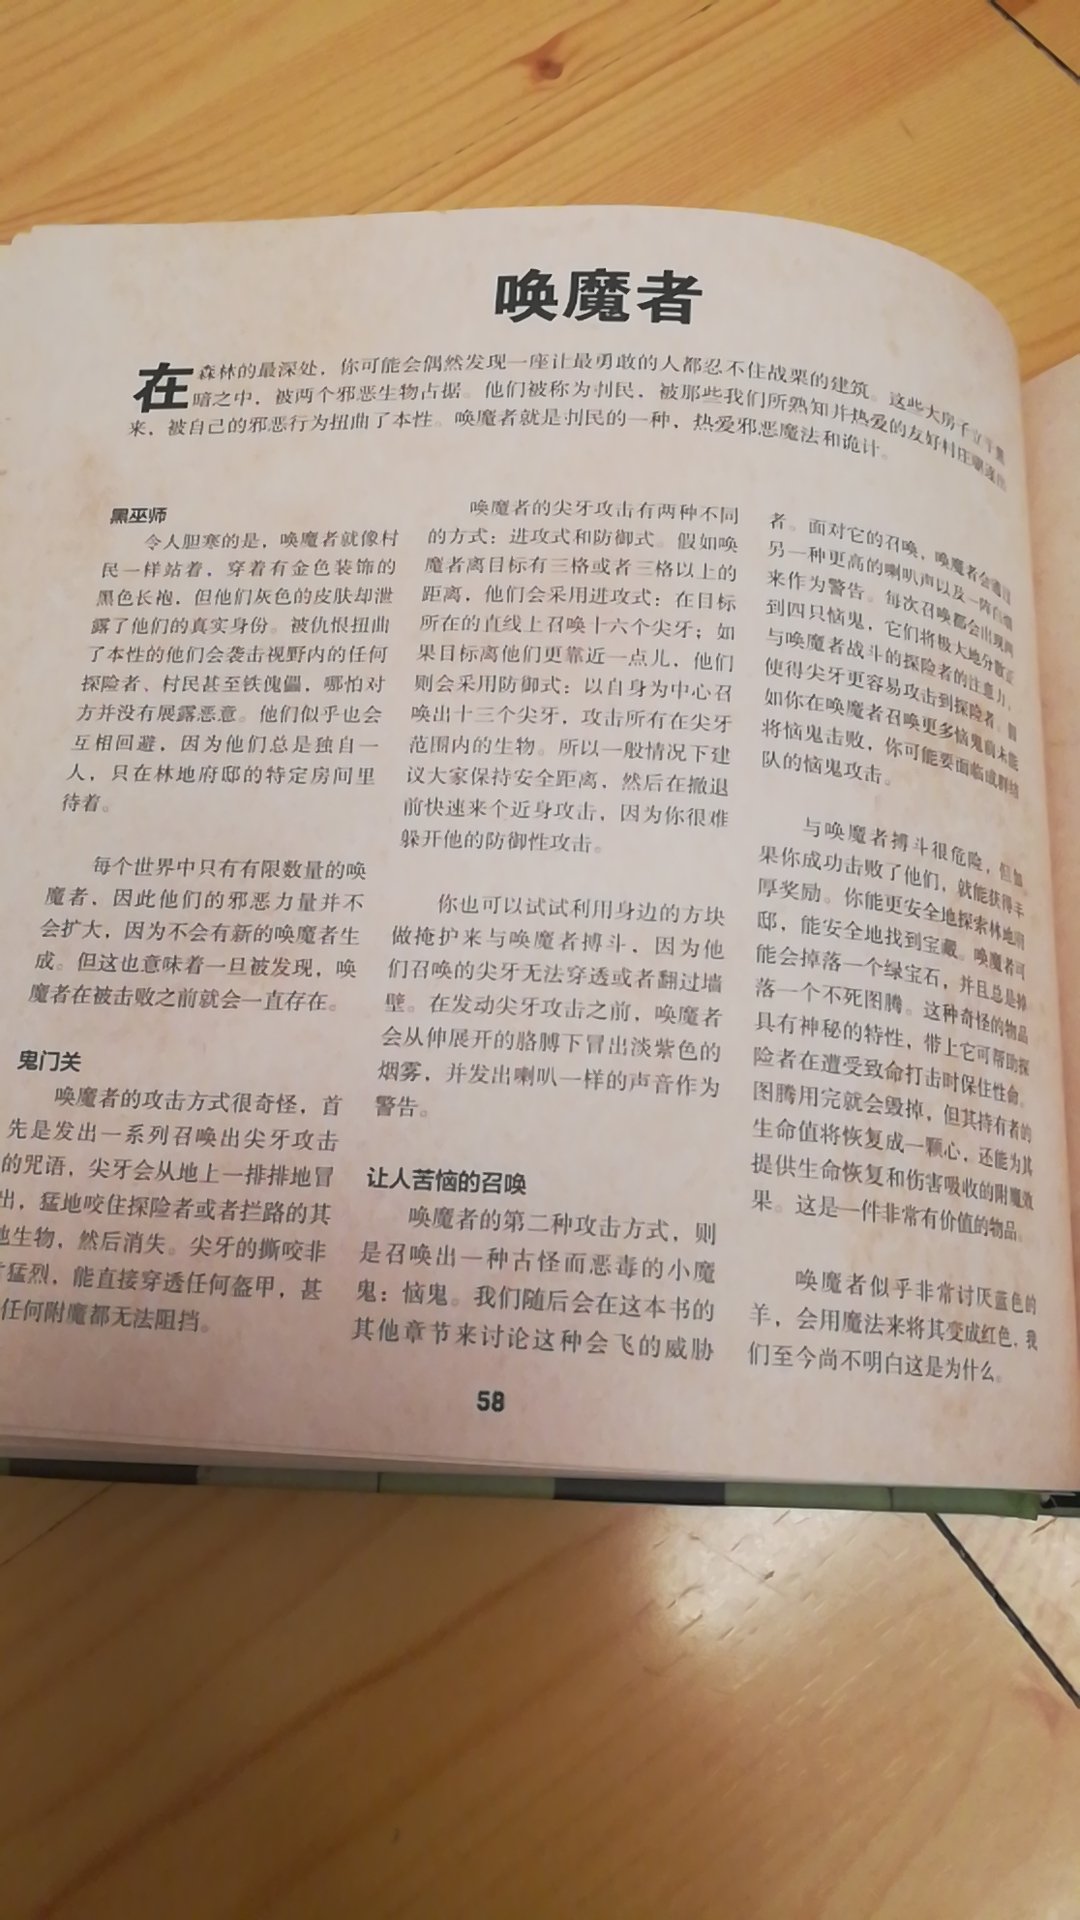 唤魔者
在森林的最深处，你可能会偶然发现一座让最勇敢的人都忍不住战栗的建筑。这些大房子立于黑
暗之中，被两个邪恶生物占据。他们被称为刌民，被那些我们所熟知并热爱的友好村庄驱逐出
来，被自己的邪恶行为扭曲了本性。唤魔者就是刌民的一种，热爱邪恶魔法和诡计。
黑巫师
令人胆寒的是，唤魔者就像村
民一样站着，穿着有金色装饰的
黑色长袍，但他们灰色的皮肤却泄
露了他们的真实身份。被仇恨扭曲
了本性的他们会袭击视野内的任何
探险者、村民甚至铁傀儡，哪怕对
方并没有展露恶意。他们似乎也会
互相回避，因为他们总是独自一
人，只在林地府邸的特定房间里
待着。
每个世界中只有有限数量的唤
魔者，因此他们的邪恶力量并不
会扩大，因为不会有新的唤魔者生
成。但这也意味着一旦被发现，唤
魔者在被击败之前就会一直存在。
鬼门关
唤魔者的攻击方式很奇怪，首
先是发出一系列召唤出尖牙攻击
的咒语，尖牙会从地上一排排地冒
出，猛地咬住探险者或者拦路的其
他生物，然后消失。尖牙的撕咬非
常猛烈，能直接穿透任何盔甲，甚
任何附魔都无法阻挡。
唤魔者的尖牙攻击有两种不同
的方式：进攻式和防御式。假如唤
魔者离目标有三格或者三格以上的
距离，他们会采用进攻式：在目标
所在的直线上召唤十六个尖牙；如
果目标离他们更靠近一点儿，他们
则会采用防御式：以自身为中心召
唤出十三个尖牙，攻击所有在尖牙
范围内的生物。所以一般情况下建
议大家保持安全距离，然后在撤退
前快速来个近身攻击，因为你很难
躲开他的防御性攻击。
你也可以试试利用身边的方块
做掩护来与唤魔者搏斗，因为他
们召唤的尖牙无法穿透或者翻过墙
壁。在发动尖牙攻击之前，唤魔者
会从伸展开的胳膊下冒出淡紫色的
烟雾，并发出喇叭一样的声音作为
警告。
让人苦恼的召唤
唤魔者的第二种攻击方式，则
是召唤出一种古怪而恶毒的小魔
鬼：恼鬼。我们随后会在这本书的
其他章节来讨论这种会飞的威胁
者。面对它的召唤，唤魔者会通过
另一种更高的喇叭声以及一阵白烟
来作为警告。每次召唤都会出现两
到四只恼鬼，它们将极大地分散正
与唤魔者战斗的探险者的注意力，
使得尖牙更容易攻击到探险者。假
如你在唤魔者召唤更多恼鬼前未能
将恼鬼击败，你可能要面临成群结
队的恼鬼攻击。
与唤魔者搏斗很危险，但如
果你成功击败了他们，就能获得丰
厚奖励。你能更安全地探索林地府
邸，能安全地找到宝藏。唤魔者可
能会掉落一个绿宝石，并且总是掉
落一个不死图腾。这种奇怪的物品
具有神秘的特性，带上它可帮助探
险者在遭受致命打击时保住性命。
图腾用完就会毁掉，但其持有者的
生命值将恢复成一颗心，还能为其
提供生命恢复和伤害吸收的附魔效
果。这是一件非常有价值的物品。
唤魔者似乎非常讨厌蓝色的
羊，会用魔法来将其变成红色，我
们至今尚不明白这是为什么。
58